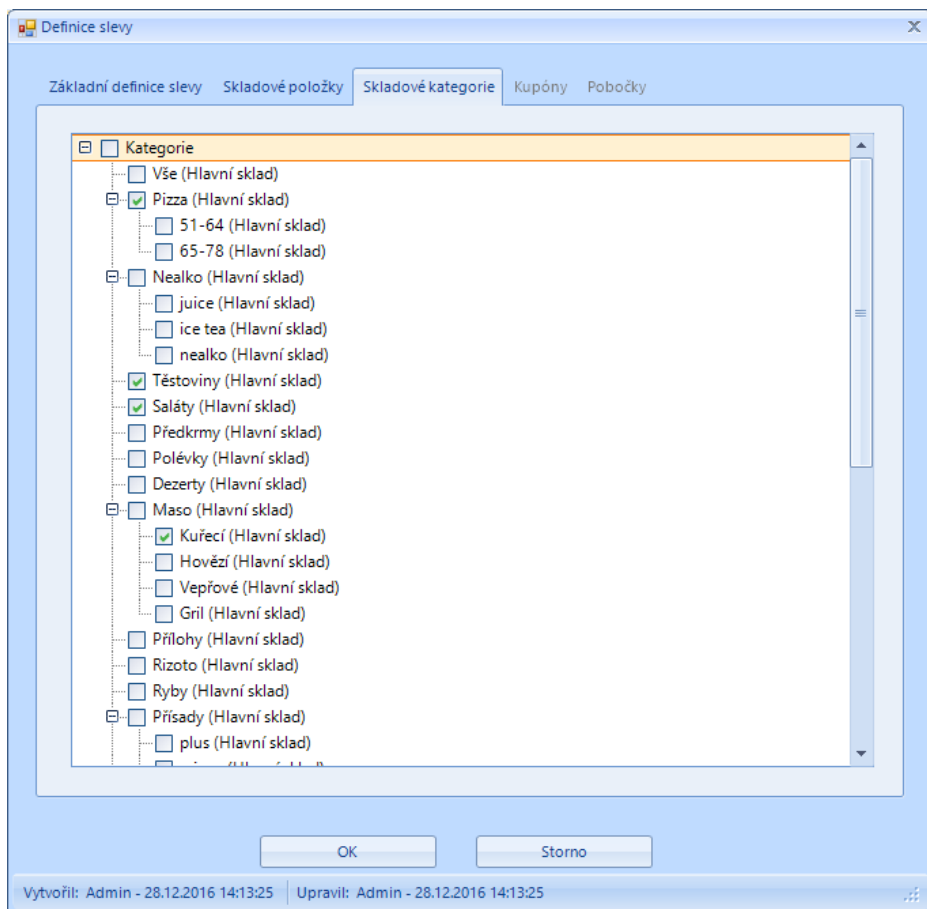 Definice slevy
Základní definice slevy Skladové položky Skladové kategorie Kupóny Pobočky
Kategorie
Vše (Hlavní sklad)
Pizza (Hlavní sklad)
51-64 (Hlavní sklad)
65-78 (Hlavní sklad)
Nealko (Hlavní sklad)
juice (Hlavní sklad)
ice tea (Hlavní sklad)
nealko (Hlavní sklad)
Těstoviny (Hlavní sklad)
Saláty (Hlavní sklad)
Předkrmy (Hlavní sklad)
Polévky (Hlavní sklad)
Dezerty (Hlavní sklad)
Maso (Hlavní sklad)
Kuřecí (Hlavní sklad)
Hovězí (Hlavní sklad)
Vepřové (Hlavní sklad)
Gril (Hlavní sklad)
Přílohy (Hlavní sklad)
Rizoto (Hlavní sklad)
Ryby (Hlavní sklad)
Přísady (Hlavní sklad)
plus (Hlavní sklad)
OK Storno
Vytvořil: Admin - 28.12.2016 14:13:25 Upravil: Admin - 28.12.2016 14:13:25